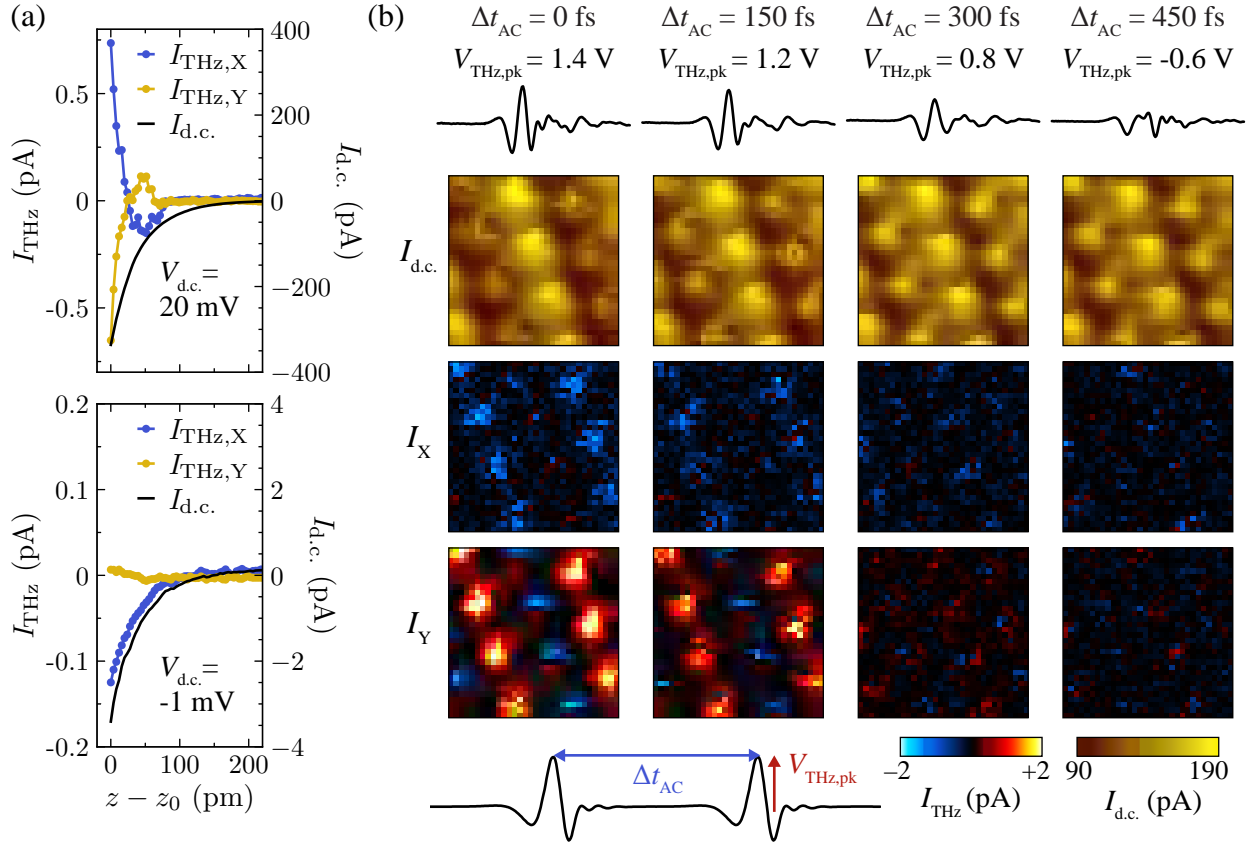 (a)
I_THz,X
I_THz,Y
I_d.c.
0.5
0
-0.5
I_THz (pA)
400
200
0
−200
−400
I_d.c. (pA)
V_d.c. =
20 mV
I_THz,X
I_THz,Y
I_d.c.
0.2
0.1
0
-0.1
-0.2
I_THz (pA)
4
2
0
−2
−4
I_d.c. (pA)
V_d.c. =
-1 mV
0 100 200
z − z_0 (pm)
(b)
Δt_AC = 0 fs Δt_AC = 150 fs Δt_AC = 300 fs Δt_AC = 450 fs
V_THz,pk = 1.4 V V_THz,pk = 1.2 V V_THz,pk = 0.8 V V_THz,pk = -0.6 V
I_d.c.
I_X
I_Y
Δt_AC
V_THz,pk
−2 +2
I_THz (pA)
90 190
I_d.c. (pA)